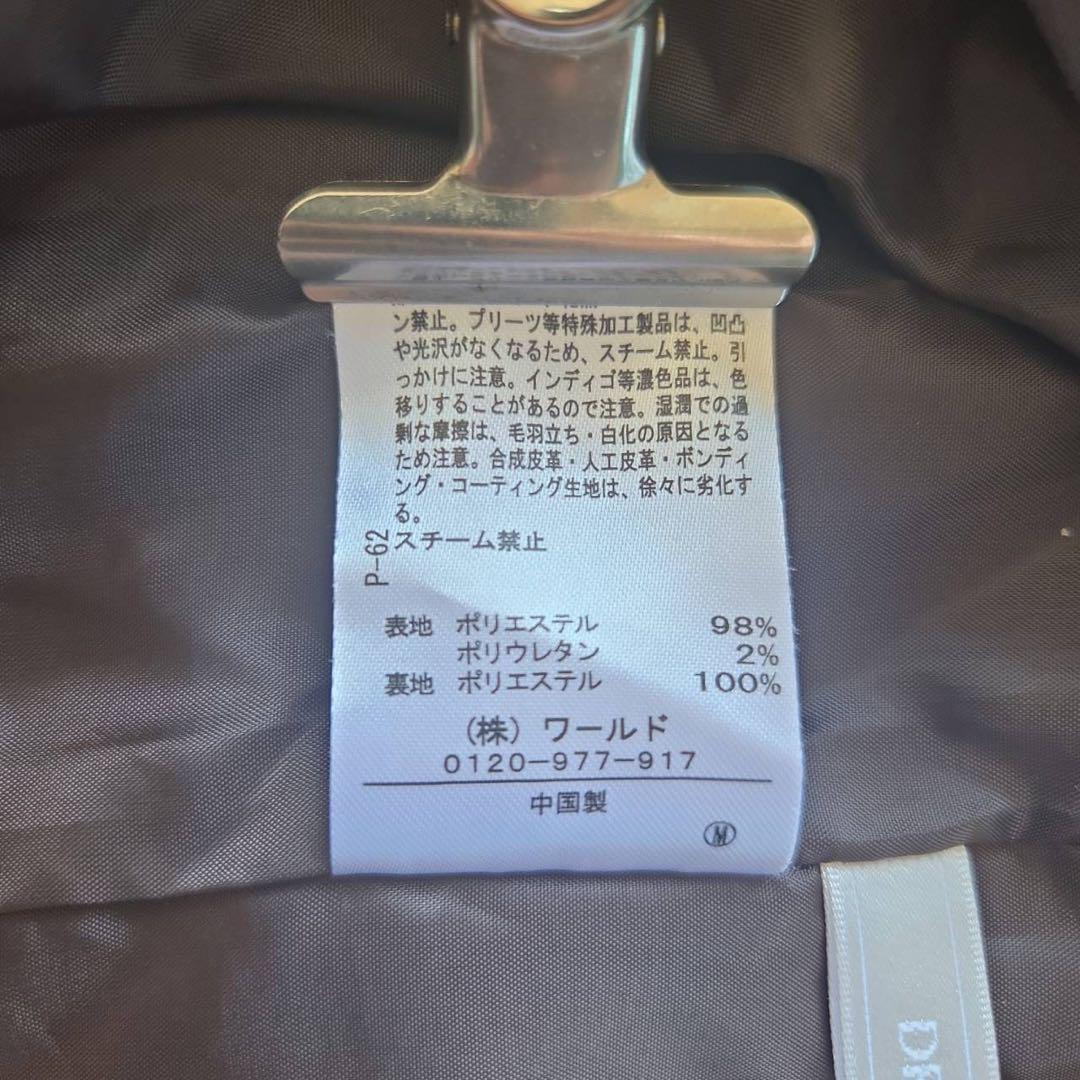 ン禁止。プリーツ等特殊加工製品は、凹凸
や光沢がなくなるため、スチーム禁止。引
っかけに注意。インディゴ等濃色品は、色
移りすることがあるので注意。湿潤での過
剰な摩擦は、毛羽立ち・白化の原因となる
ため注意。合成皮革・人工皮革・ボンディ
ング・コーティング生地は、徐々に劣化す
る。
P-62
スチーム禁止
表地 ポリエステル 98%
ポリウレタン 2%
裏地 ポリエステル 100%
(株) ワールド
0120-977-917
中国製
M